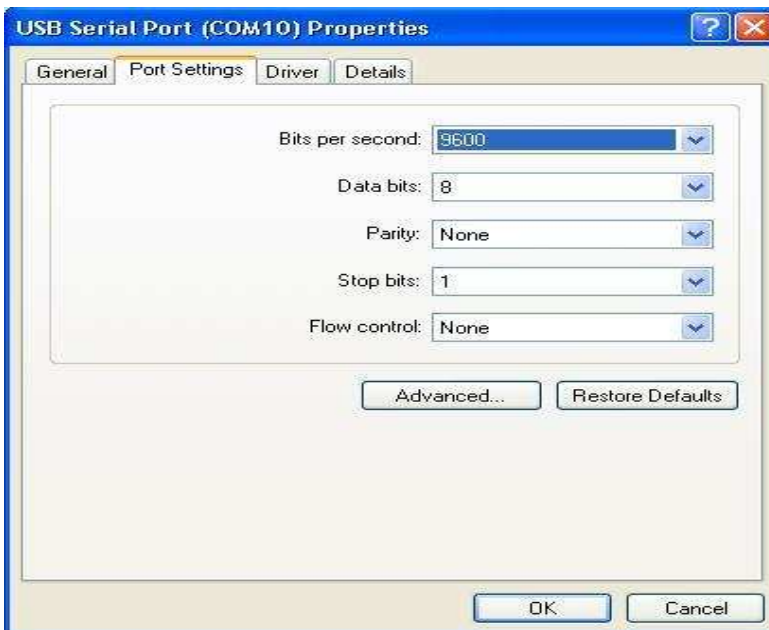 USB Serial Port (COM10) Properties
General Port Settings Driver Details
Bits per second: 9600
Data bits: 8
Parity: None
Stop bits: 1
Flow control: None
Advanced... Restore Defaults
OK Cancel